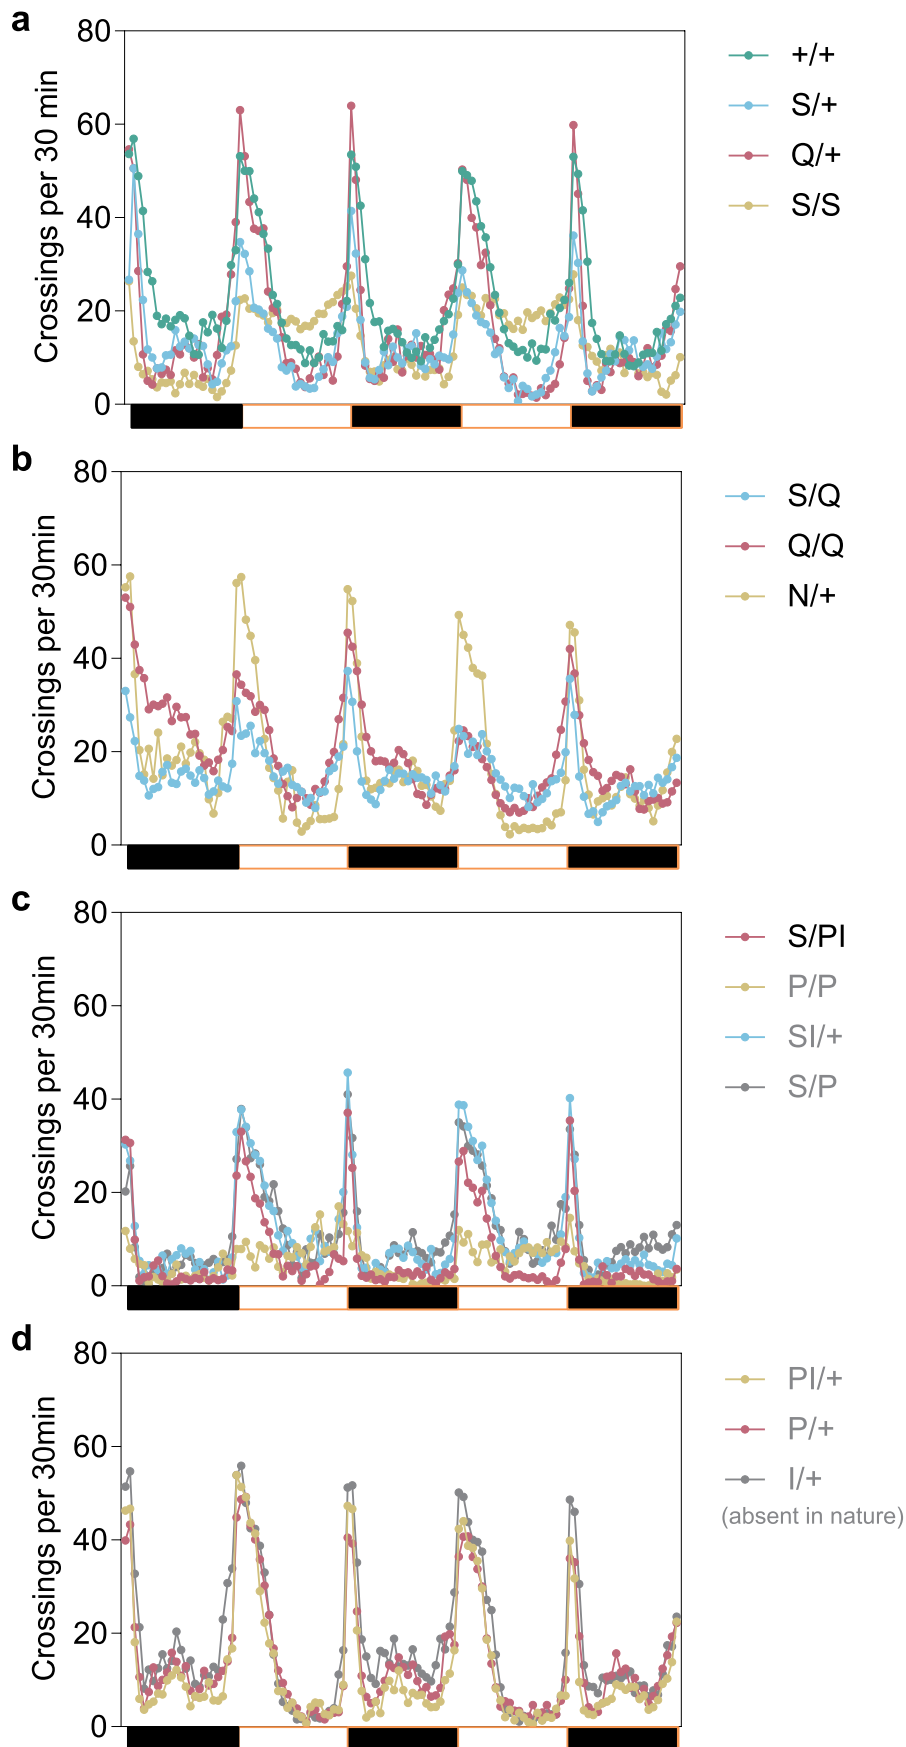 a
80
60
40
20
0
Crossings per 30 min
+/+
S/+
Q/+
S/S
b
80
60
40
20
0
Crossings per 30min
S/Q
Q/Q
N/+
c
80
60
40
20
0
Crossings per 30min
S/PI
P/P
SI/+
S/P
d
80
60
40
20
0
Crossings per 30min
PI/+
P/+
I/+
(absent in nature)